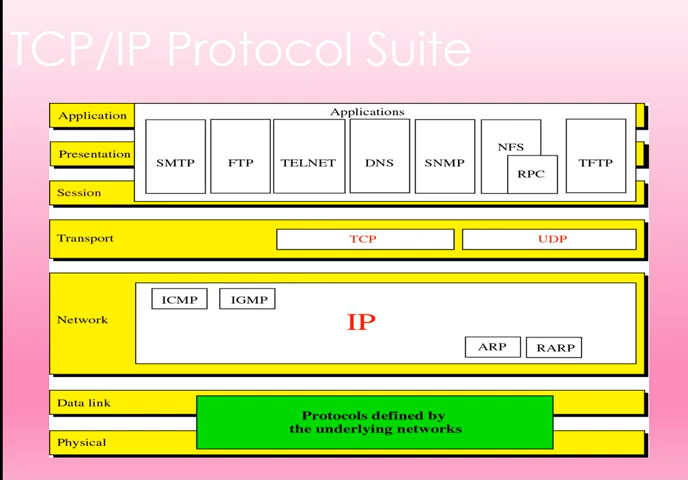 TCP/IP Protocol Suite
Application
Applications
Presentation
SMTP
FTP
TELNET
DNS
SNMP
NFS
RPC
TFTP
Session
Transport
TCP
UDP
ICMP
IGMP
Network
IP
ARP
RARP
Data link
Protocols defined by
the underlying networks
Physical